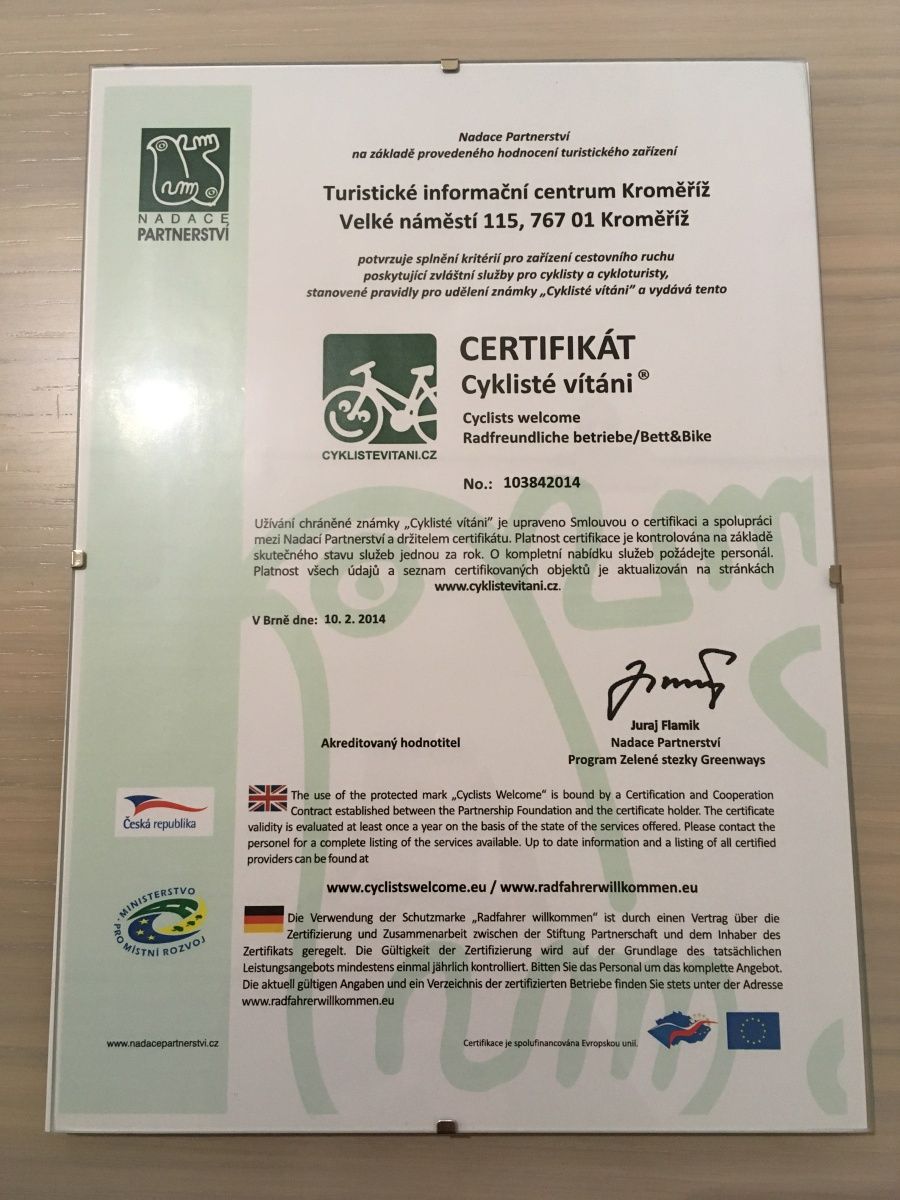 NADACE
PARTNERSTVÍ
Nadace Partnerství
na základě provedeného hodnocení turistického zařízení
Turistické informační centrum Kroměříž
Velké náměstí 115, 767 01 Kroměříž
potvrzuje splnění kritérií pro zařízení cestovního ruchu
poskytující zvláštní služby pro cyklisty a cykloturisty,
stanovené pravidly pro udělení známky „Cyklisté vítáni" a vydává tento
CERTIFIKÁT
Cyklisté vítáni®
Cyclists welcome
Radfreundliche betriebe/Bett&Bike
CYKLISTEVITANI.CZ
No.: 103842014
Užívání chráněné známky „Cyklisté vítáni" je upraveno Smlouvou o certifikaci a spolupráci
mezi Nadací Partnerství a držitelem certifikátu. Platnost certifikace je kontrolována na základě
skutečného stavu služeb jednou za rok. O kompletní nabídku služeb požádejte personál.
Platnost všech údajů a seznam certifikovaných objektů je aktualizován na stránkách
www.cyklistevitani.cz.
V Brně dne: 10. 2. 2014
Juraj Flamik
Akreditovaný hodnotitel
Nadace Partnerství
Program Zelené stezky Greenways
Česká republika
The use of the protected mark „Cyclists Welcome" is bound by a Certification and Cooperation
Contract established between the Partnership Foundation and the certificate holder. The certificate
validity is evaluated at least once a year on the basis of the state of the services offered. Please contact the
personel for a complete listing of the services available. Up to date information and a listing of all certified
providers can be found at
www.cyclistswelcome.eu / www.radfahrerwillkommen.eu
MINISTERSTVO
PRO MÍSTNÍ ROZVOJ
Die Verwendung der Schutzmarke „Radfahrer willkommen" ist durch einen Vertrag über die
Zertifizierung und Zusammenarbeit zwischen der Stiftung Partnerschaft und dem Inhaber des
Zertifikats geregelt. Die Gültigkeit der Zertifizierung wird auf der Grundlage des tatsächlichen
Leistungsangebots mindestens einmal jährlich kontrolliert. Bitten Sie das Personal um das komplette Angebot.
Die aktuell gültigen Angaben und ein Verzeichnis der zertifizierten Betriebe finden Sie stets unter der Adresse
www.radfahrerwillkommen.eu
www.nadacepartnerstvi.cz
Certifikace je spolufinancována Evropskou unií.